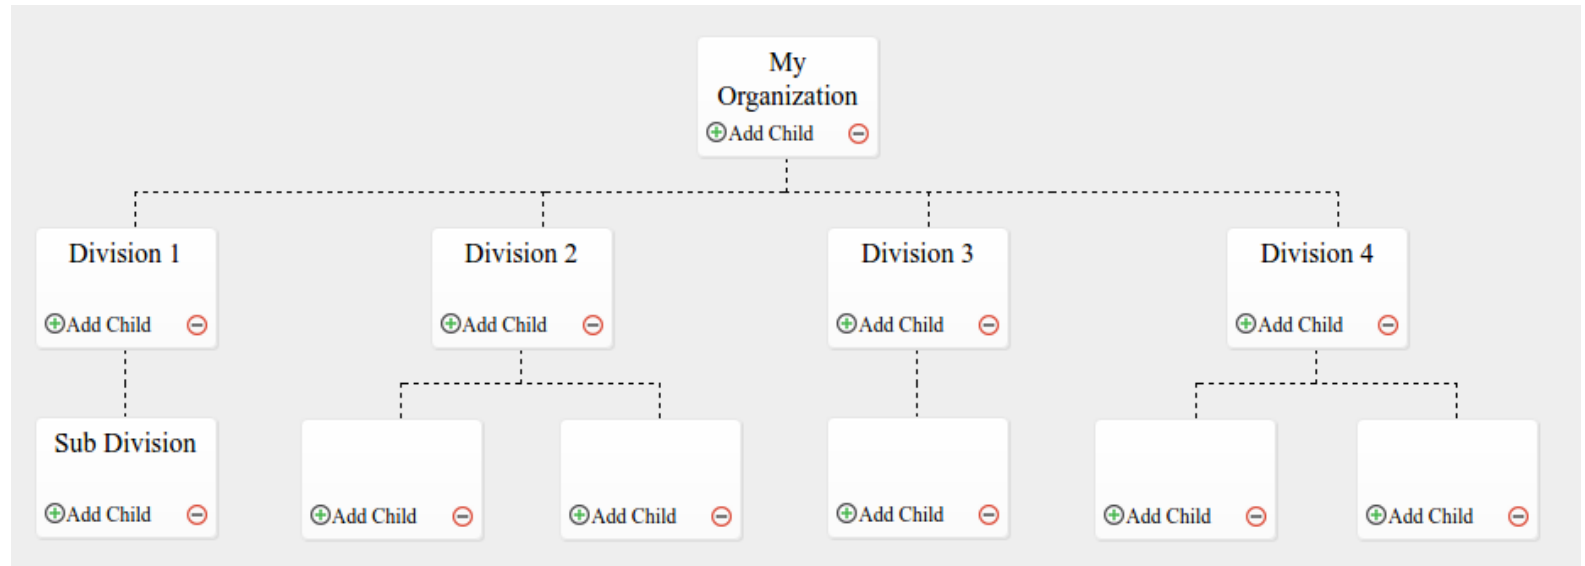 My
Organization
Add Child
Division 1
Division 2
Division 3
Division 4
Add Child
Add Child
Add Child
Add Child
Sub Division
Add Child
Add Child
Add Child
Add Child
Add Child
Add Child